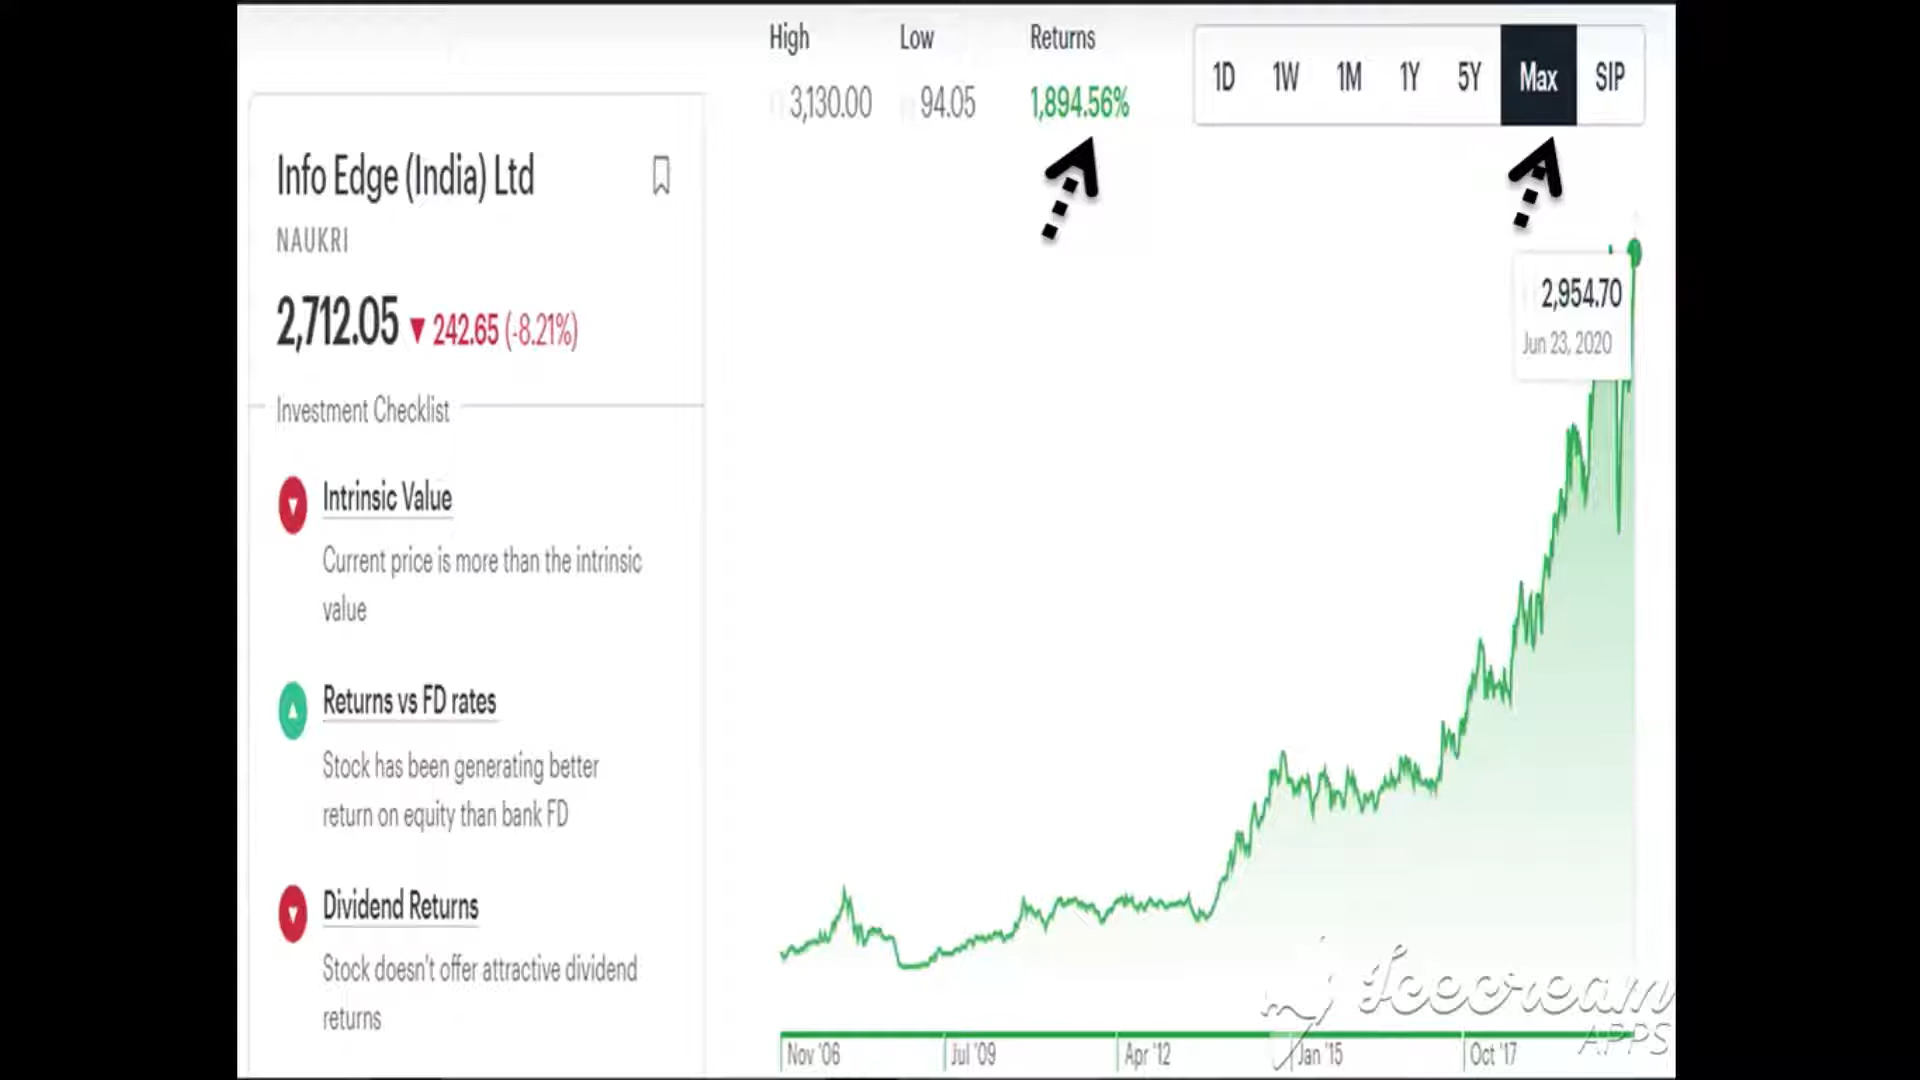 High Low Returns
3,130.00 94.05 1,894.56%
1D 1W 1M 1Y 5Y Max SIP
Info Edge (India) Ltd
NAUKRI
2,712.05 ▼ 242.65 (-8.21%)
Investment Checklist
Intrinsic Value
Current price is more than the intrinsic
value
Returns vs FD rates
Stock has been generating better
return on equity than bank FD
Dividend Returns
Stock doesn't offer attractive dividend
returns
2,954.70
Jun 23, 2020
Nov '06 Jul '09 Apr '12 Jan '15 Oct '17
Icecream
APPS